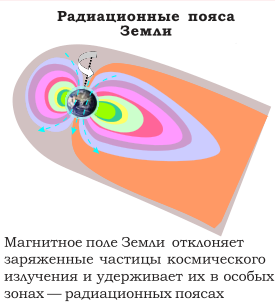 Радиационные пояса
Земли
Магнитное поле Земли отклоняет
заряженные частицы космического
излучения и удерживает их в особых
зонах — радиационных поясах